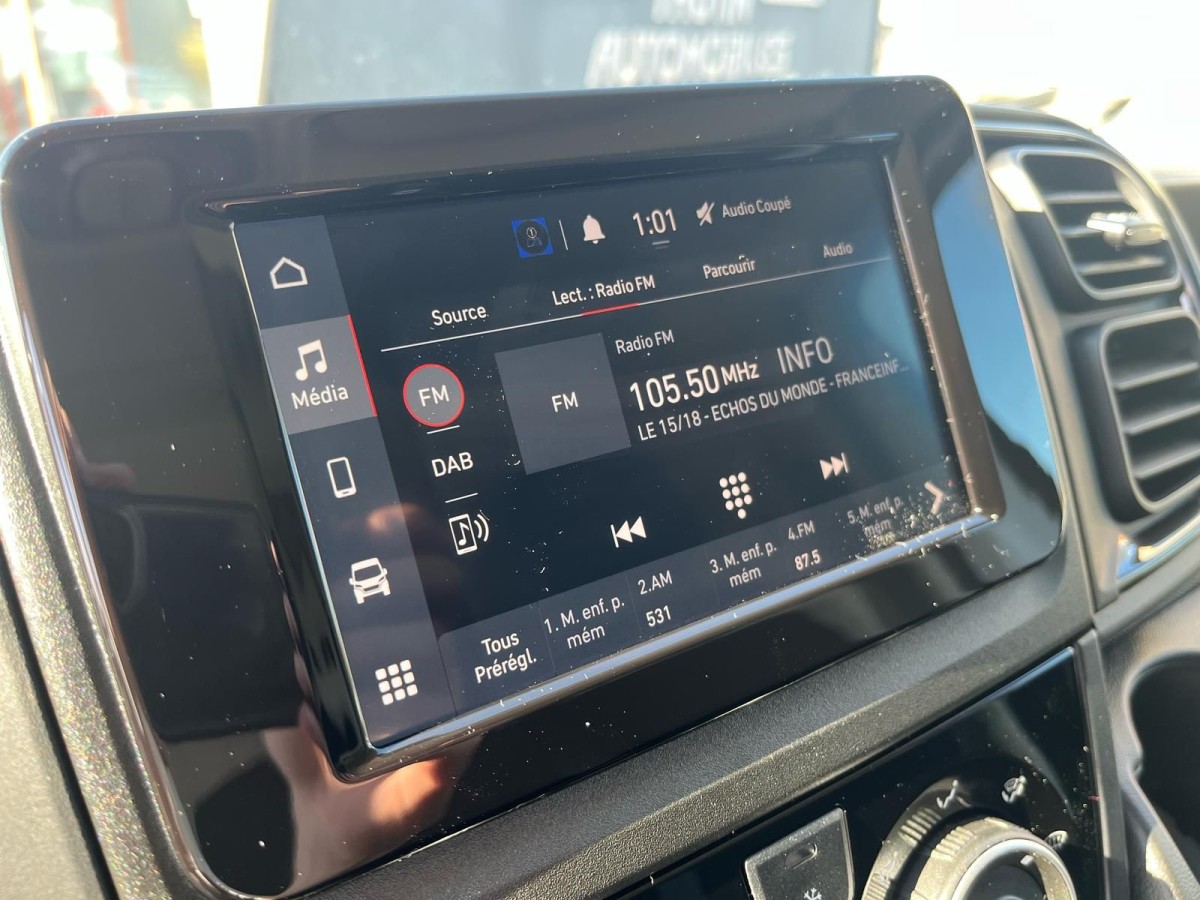 AUTOMOBILES
1:01 Audio Coupé
Source Lect. : Radio FM Parcourir Audio
Média
Radio FM
FM FM 105.50 MHz INFO
LE 15/18 - ECHOS DU MONDE - FRANCEINF...
DAB
Tous Prérégl.
1. M. enf. p. mém
2.AM 531
3. M. enf. p. mém
4.FM 87.5
5. M. enf. p. mém